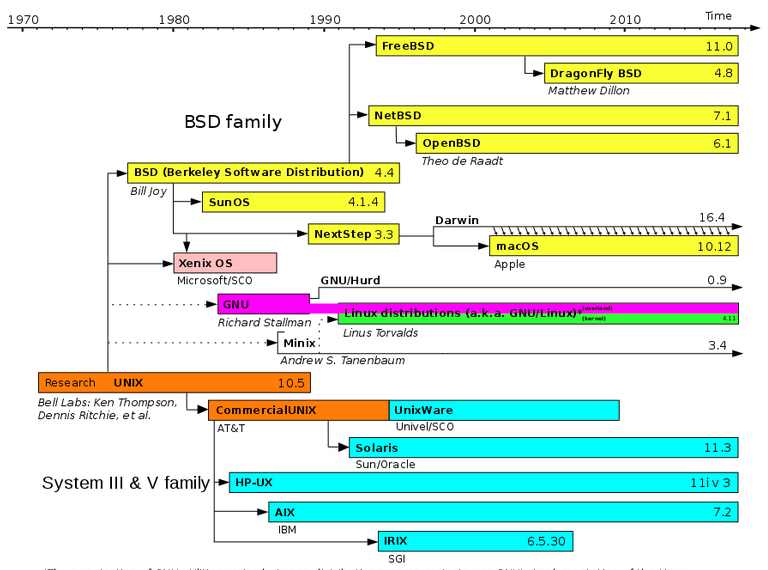 1970 1980 1990 2000 2010 Time
FreeBSD 11.0
DragonFly BSD 4.8
Matthew Dillon
BSD family
NetBSD 7.1
OpenBSD 6.1
Theo de Raadt
BSD (Berkeley Software Distribution) 4.4
Bill Joy
SunOS 4.1.4
Darwin 16.4
NextStep 3.3
macOS 10.12
Apple
Xenix OS
Microsoft/SCO
GNU/Hurd 0.9
GNU
Richard Stallman
Linux distributions (a.k.a. GNU/Linux)*
(userland)
(kernel) 4.11
Linus Torvalds
Minix 3.4
Andrew S. Tanenbaum
Research UNIX 10.5
Bell Labs: Ken Thompson,
Dennis Ritchie, et al.
CommercialUNIX UnixWare
AT&T Univel/SCO
Solaris 11.3
Sun/Oracle
System III & V family
HP-UX 11i v 3
AIX 7.2
IBM
IRIX 6.5.30
SGI